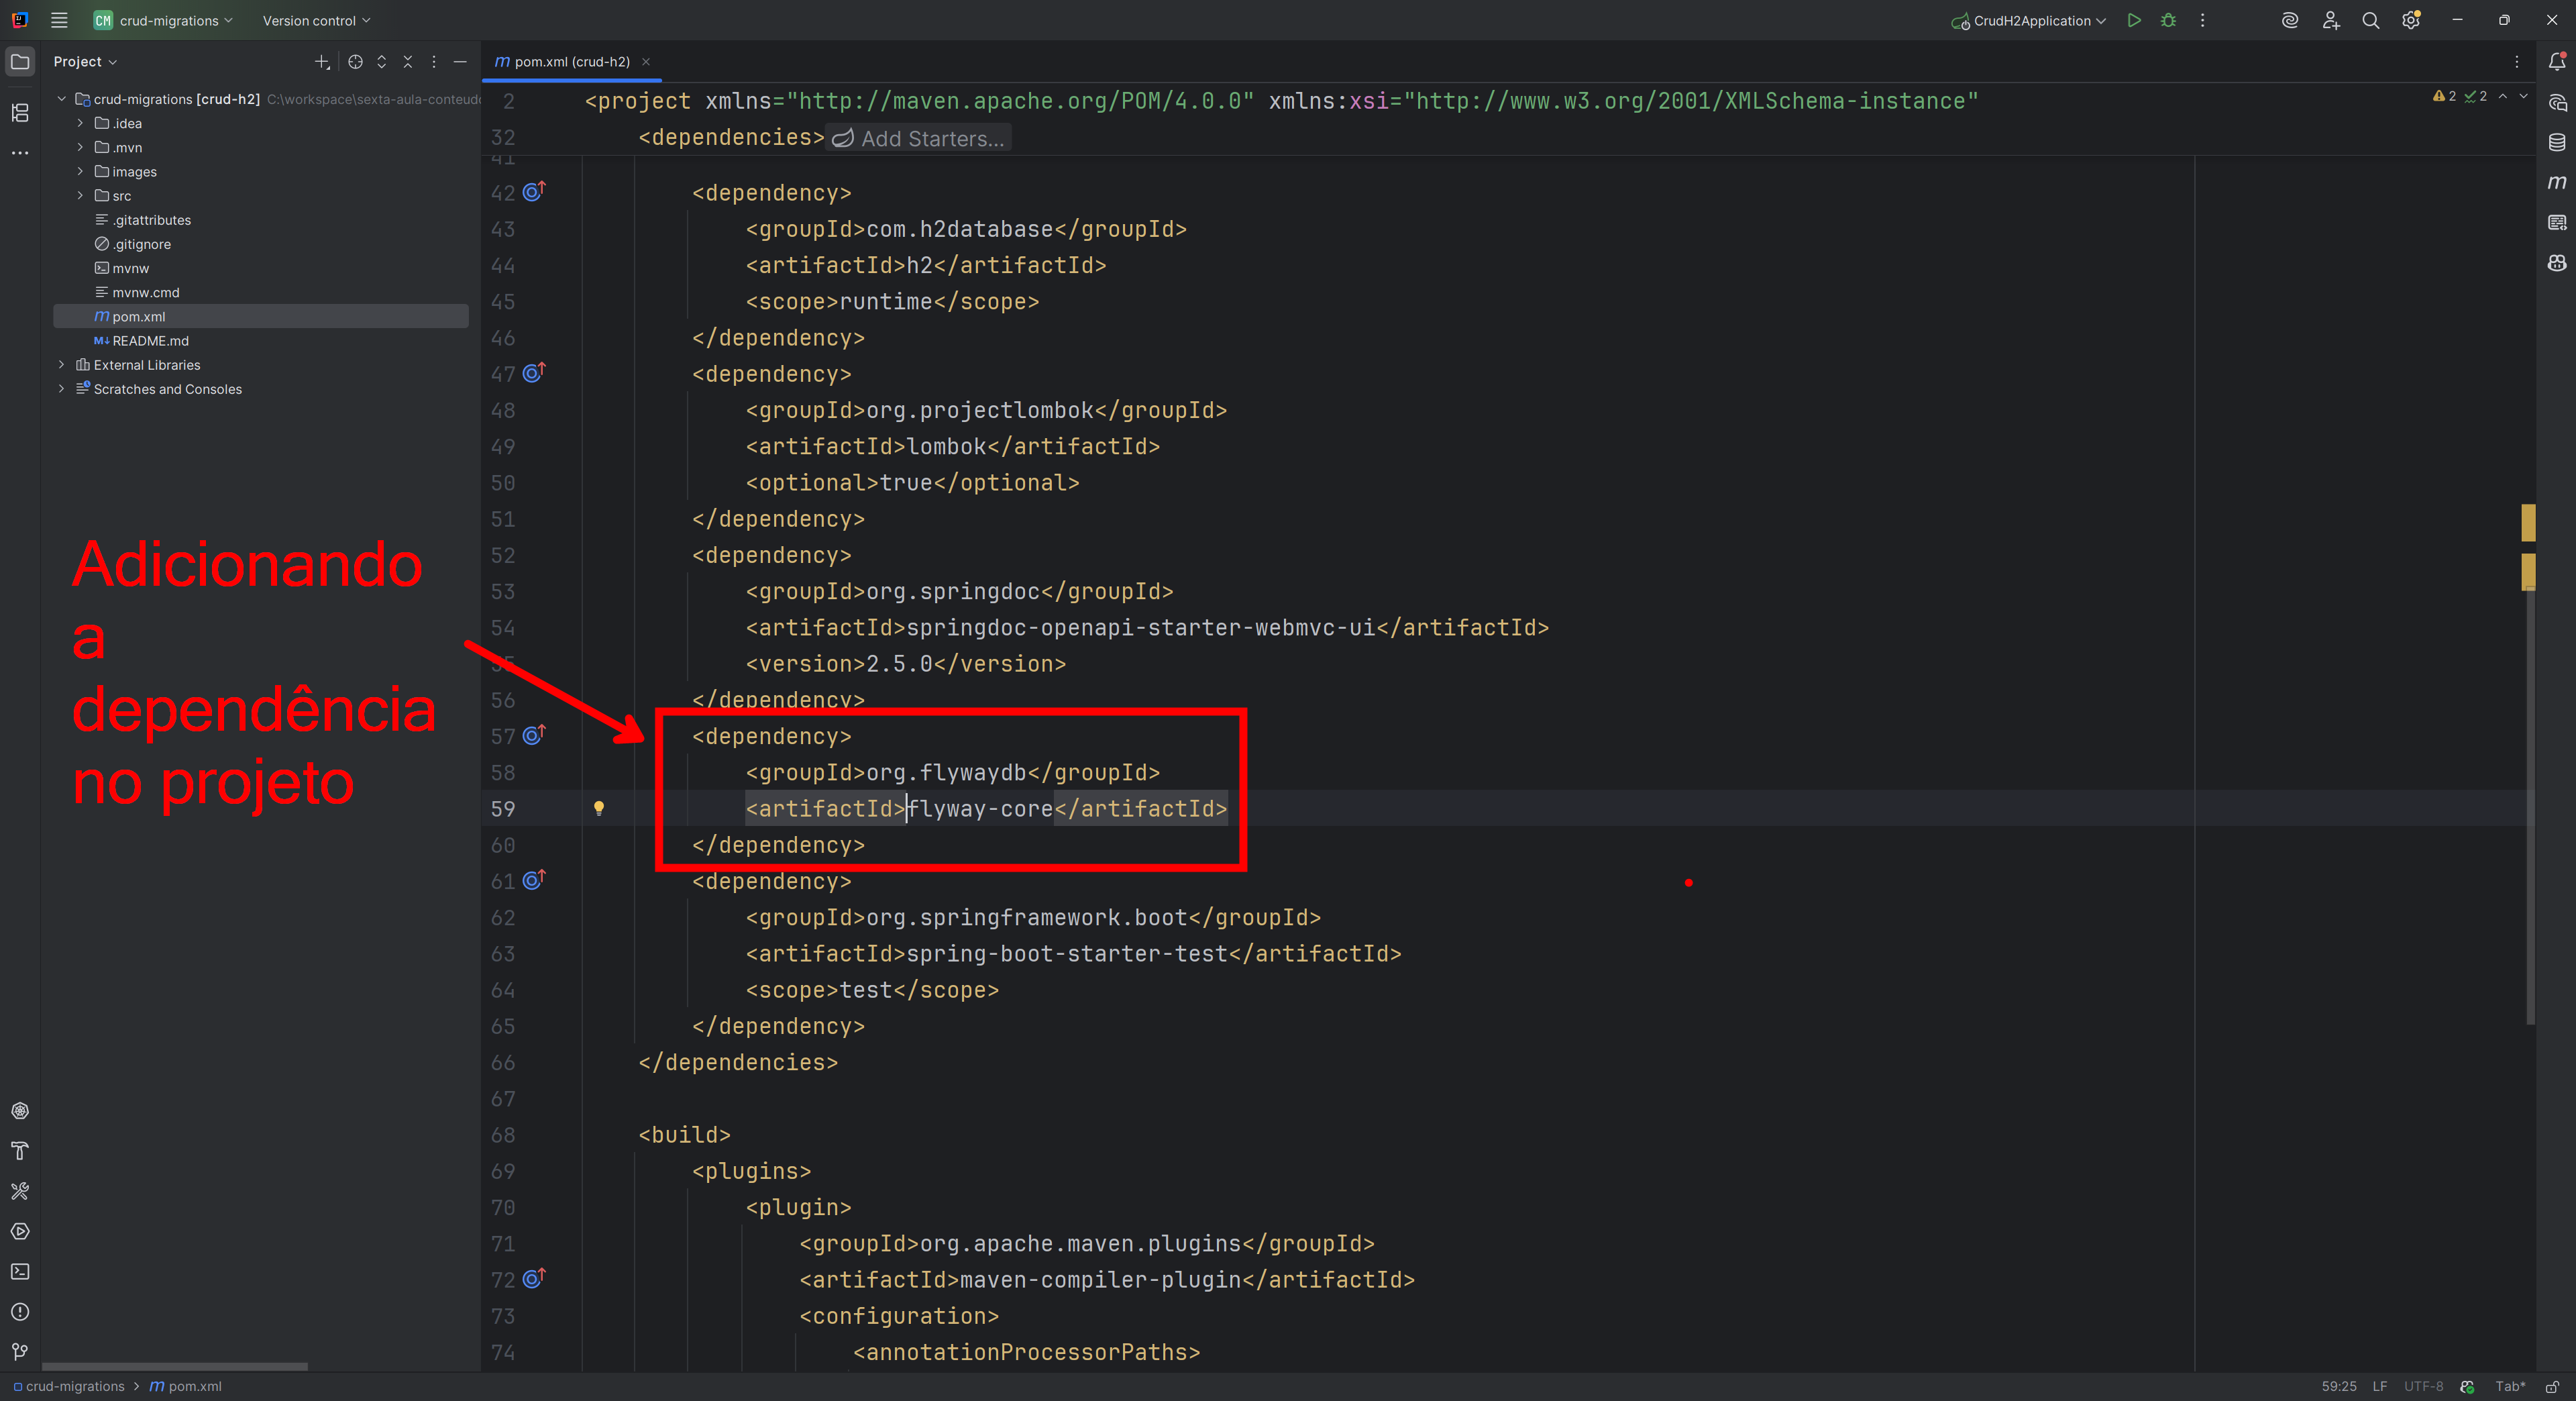 CM crud-migrations Version control CrudH2Application
Project
pom.xml (crud-h2)
crud-migrations [crud-h2] C:\workspace\sexta-aula-conteud
.idea
.mvn
images
src
.gitattributes
.gitignore
mvnw
mvnw.cmd
pom.xml
README.md
External Libraries
Scratches and Consoles
Adicionando
a
dependência
no projeto
2 <project xmlns="http://maven.apache.org/POM/4.0.0" xmlns:xsi="http://www.w3.org/2001/XMLSchema-instance" 2 2
32 <dependencies> Add Starters...
41
42 <dependency>
43 <groupId>com.h2database</groupId>
44 <artifactId>h2</artifactId>
45 <scope>runtime</scope>
46 </dependency>
47 <dependency>
48 <groupId>org.projectlombok</groupId>
49 <artifactId>lombok</artifactId>
50 <optional>true</optional>
51 </dependency>
52 <dependency>
53 <groupId>org.springdoc</groupId>
54 <artifactId>springdoc-openapi-starter-webmvc-ui</artifactId>
55 <version>2.5.0</version>
56 </dependency>
57 <dependency>
58 <groupId>org.flywaydb</groupId>
59 <artifactId>flyway-core</artifactId>
60 </dependency>
61 <dependency>
62 <groupId>org.springframework.boot</groupId>
63 <artifactId>spring-boot-starter-test</artifactId>
64 <scope>test</scope>
65 </dependency>
66 </dependencies>
67
68 <build>
69 <plugins>
70 <plugin>
71 <groupId>org.apache.maven.plugins</groupId>
72 <artifactId>maven-compiler-plugin</artifactId>
73 <configuration>
74 <annotationProcessorPaths>
crud-migrations > pom.xml 59:25 LF UTF-8 Tab*